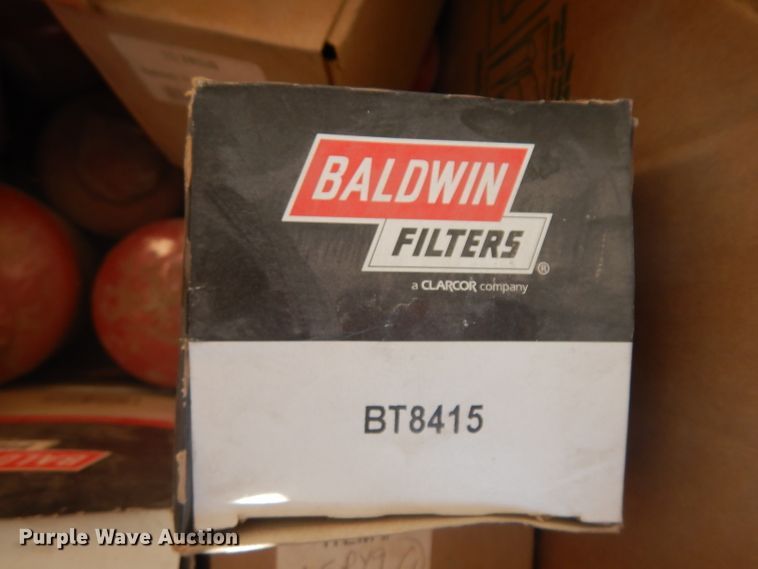 BALDWIN
FILTERS®
a CLARCOR company
BT8415
Purple Wave Auction